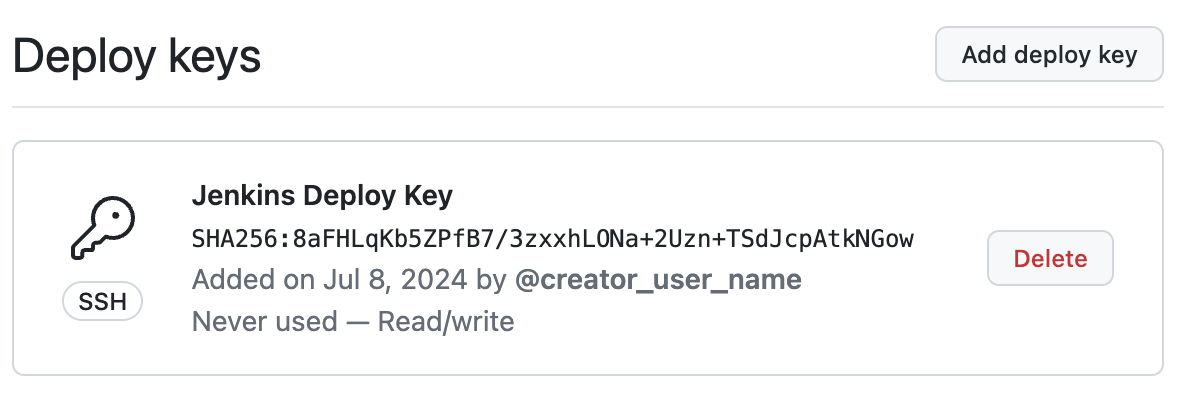 Deploy keys
Add deploy key
Jenkins Deploy Key
SHA256:8aFHLqKb5ZPfB7/3zxxhLONa+2Uzn+TSdJcpAtkNGow
Added on Jul 8, 2024 by @creator_user_name
Never used — Read/write
SSH
Delete